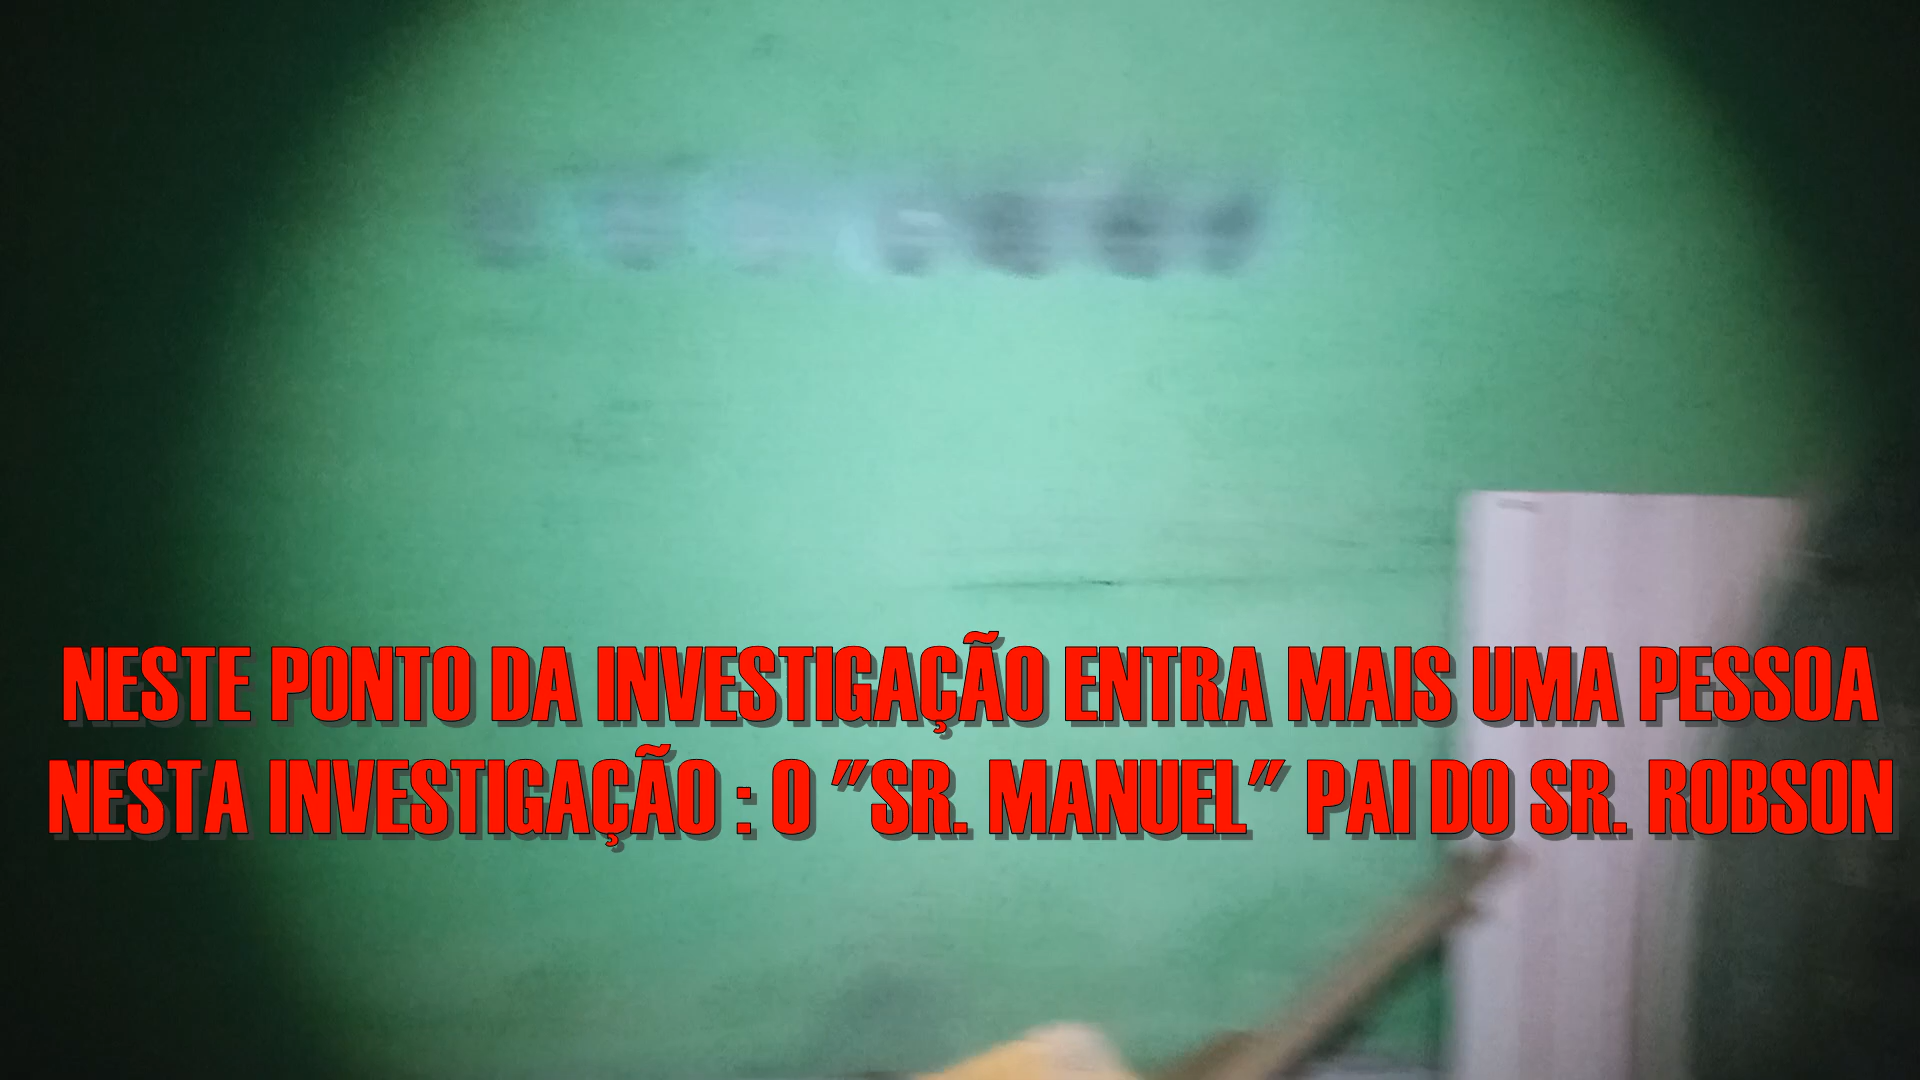 NESTE PONTO DA INVESTIGAÇÃO ENTRA MAIS UMA PESSOA
NESTA INVESTIGAÇÃO : O "SR. MANUEL" PAI DO SR. ROBSON